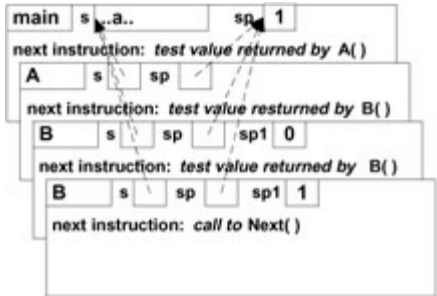 main s ..a.. sp 1
next instruction: test value returned by A( )
A s sp
next instruction: test value resturned by B( )
B s sp sp1 0
next instruction: test value returned by B( )
B s sp sp1 1
next instruction: call to Next( )